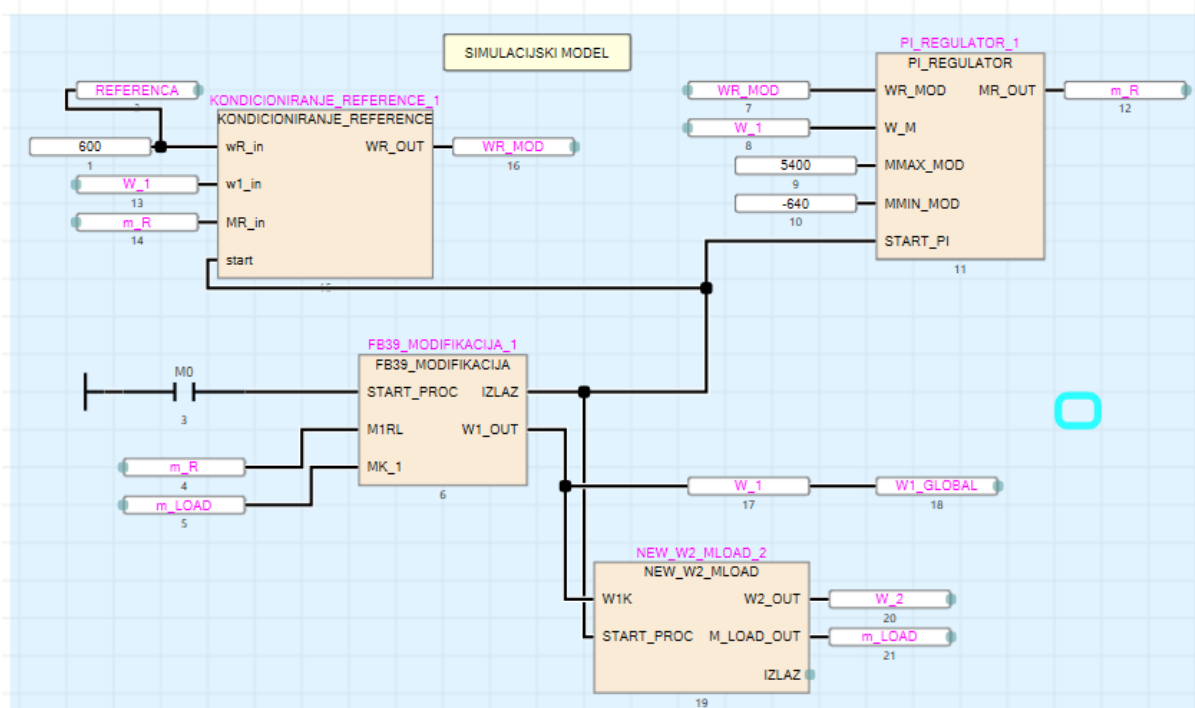 SIMULACIJSKI MODEL
REFERENCA
2
KONDICIONIRANJE_REFERENCE_1
KONDICIONIRANJE_REFERENCE
600
1
wR_in
WR_OUT
WR_MOD
16
W_1
13
w1_in
m_R
14
MR_in
start
15
PI_REGULATOR_1
PI_REGULATOR
WR_MOD
7
WR_MOD
MR_OUT
m_R
12
W_1
8
W_M
5400
9
MMAX_MOD
-640
10
MMIN_MOD
START_PI
11
FB39_MODIFIKACIJA_1
FB39_MODIFIKACIJA
M0
3
START_PROC
IZLAZ
M1RL
W1_OUT
m_R
4
MK_1
m_LOAD
5
6
W_1
17
W1_GLOBAL
18
NEW_W2_MLOAD_2
NEW_W2_MLOAD
W1K
W2_OUT
W_2
20
START_PROC
M_LOAD_OUT
m_LOAD
21
IZLAZ
19